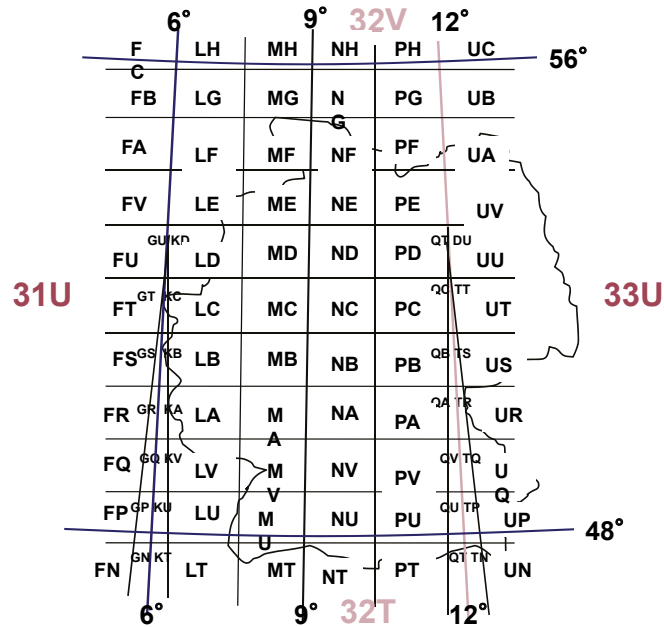 6° 9° 32V 12°
F
C LH MH NH PH UC
56°
FB LG MG N
G PG UB
FA LF MF NF PF UA
FV LE ME NE PE UV
GU KD QT DU
FU LD MD ND PD UU
31U 33U
GT KC QC TT
FT LC MC NC PC UT
GS KB QB TS
FS LB MB NB PB US
GR KA QA TR
FR LA M
A NA PA UR
GQ KV QV TQ
FQ LV M
V NV PV U
Q
GP KU QU TP
FP LU M
U NU PU UP
48°
GN KT QT TN
FN LT MT NT PT UN
6° 9° 32T 12°